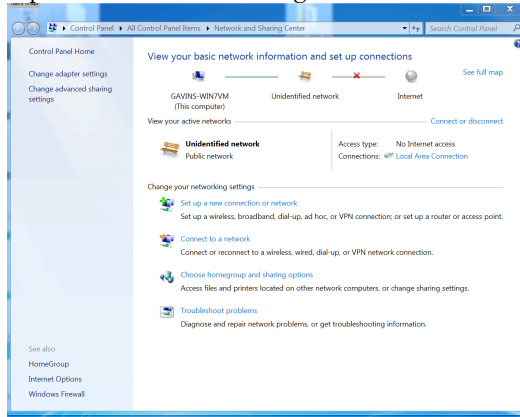 Control Panel ▸ All Control Panel Items ▸ Network and Sharing Center
Search Control Panel
Control Panel Home
Change adapter settings
Change advanced sharing
settings
See also
HomeGroup
Internet Options
Windows Firewall
View your basic network information and set up connections
See full map
GAVINS-WIN7VM
(This computer)
Unidentified network
Internet
View your active networks
Connect or disconnect
Unidentified network
Public network
Access type: No Internet access
Connections: Local Area Connection
Change your networking settings
Set up a new connection or network
Set up a wireless, broadband, dial-up, ad hoc, or VPN connection; or set up a router or access point.
Connect to a network
Connect or reconnect to a wireless, wired, dial-up, or VPN network connection.
Choose homegroup and sharing options
Access files and printers located on other network computers, or change sharing settings.
Troubleshoot problems
Diagnose and repair network problems, or get troubleshooting information.